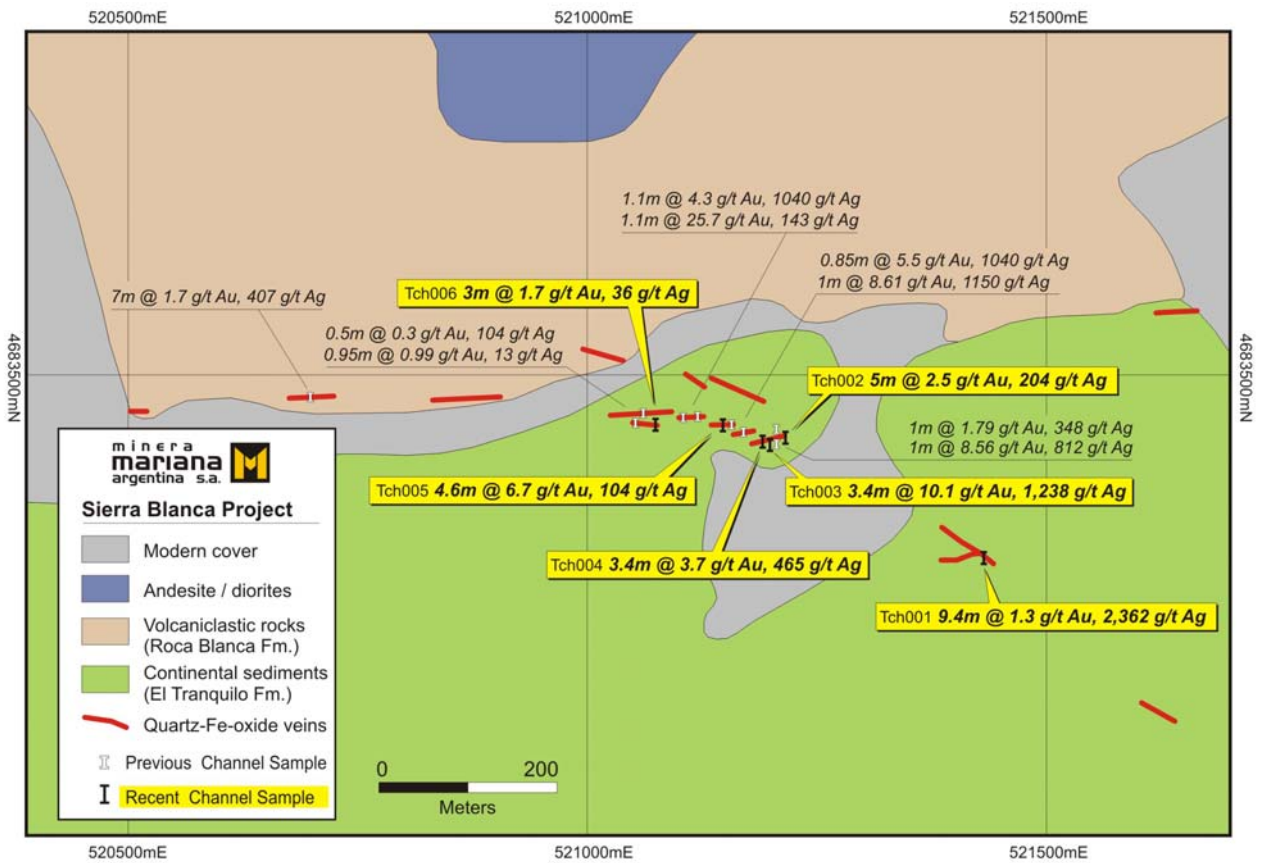 520500mE
521000mE
521500mE
1.1m @ 4.3 g/t Au, 1040 g/t Ag
1.1m @ 25.7 g/t Au, 143 g/t Ag
0.85m @ 5.5 g/t Au, 1040 g/t Ag
1m @ 8.61 g/t Au, 1150 g/t Ag
7m @ 1.7 g/t Au, 407 g/t Ag
Tch006 3m @ 1.7 g/t Au, 36 g/t Ag
0.5m @ 0.3 g/t Au, 104 g/t Ag
0.95m @ 0.99 g/t Au, 13 g/t Ag
4683500mN
4683500mN
Tch002 5m @ 2.5 g/t Au, 204 g/t Ag
1m @ 1.79 g/t Au, 348 g/t Ag
1m @ 8.56 g/t Au, 812 g/t Ag
Tch005 4.6m @ 6.7 g/t Au, 104 g/t Ag
Tch003 3.4m @ 10.1 g/t Au, 1,238 g/t Ag
Tch004 3.4m @ 3.7 g/t Au, 465 g/t Ag
Tch001 9.4m @ 1.3 g/t Au, 2,362 g/t Ag
minera
mariana
argentina s.a.
Sierra Blanca Project
Modern cover
Andesite / diorites
Volcaniclastic rocks
(Roca Blanca Fm.)
Continental sediments
(El Tranquilo Fm.)
Quartz-Fe-oxide veins
Previous Channel Sample
Recent Channel Sample
0 200
Meters
520500mE
521000mE
521500mE